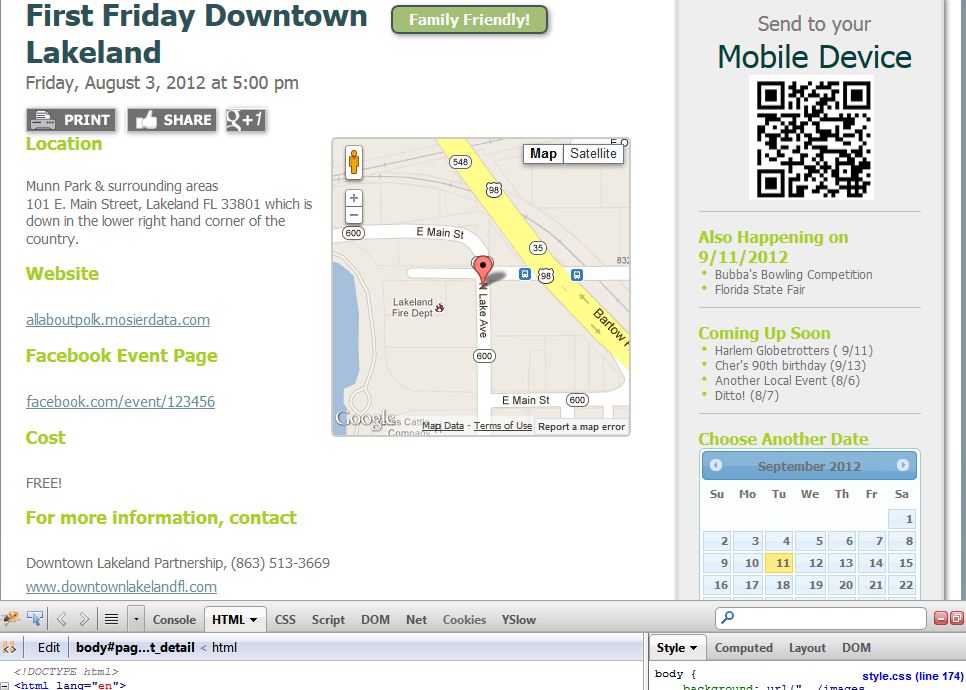 First Friday Downtown
Lakeland
Family Friendly!
Friday, August 3, 2012 at 5:00 pm
PRINT
SHARE
g+1
Location
Munn Park & surrounding areas
101 E. Main Street, Lakeland FL 33801 which is
down in the lower right hand corner of the
country.
Website
allaboutpolk.mosierdata.com
Facebook Event Page
facebook.com/event/123456
Cost
FREE!
For more information, contact
Downtown Lakeland Partnership, (863) 513-3669
www.downtownlakelandfl.com
Map
Satellite
548
98
600
E Main St
35
98
832
Lakeland
Fire Dept
N Lake Ave
Bartow
600
E Main St
600
Google
Company
Map Data - Terms of Use
Report a map error
Send to your
Mobile Device
Also Happening on
9/11/2012
Bubba's Bowling Competition
Florida State Fair
Coming Up Soon
Harlem Globetrotters ( 9/11)
Cher's 90th birthday (9/13)
Another Local Event (8/6)
Ditto! (8/7)
Choose Another Date
September 2012
Su Mo Tu We Th Fr Sa
1
2 3 4 5 6 7 8
9 10 11 12 13 14 15
16 17 18 19 20 21 22
Console HTML CSS Script DOM Net Cookies YSlow
Edit body#pag...t_detail < html
<!DOCTYPE html>
<html lang="en">
Style Computed Layout DOM
body {
style.css (line 174)
background: url("../images